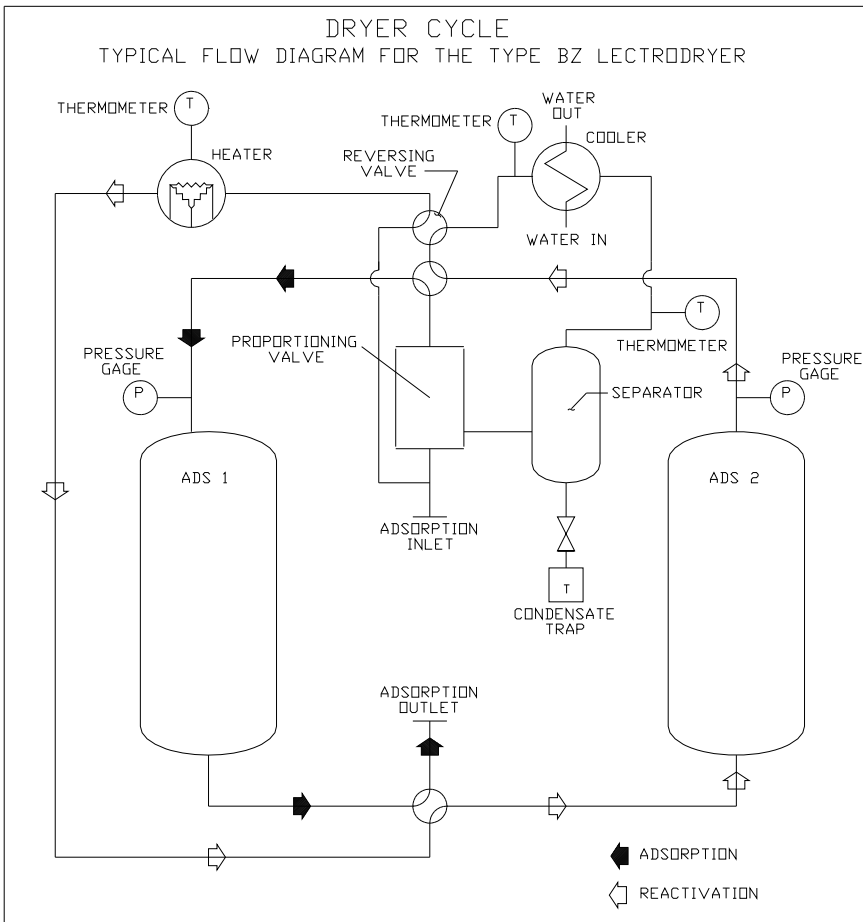 DRYER CYCLE
TYPICAL FLOW DIAGRAM FOR THE TYPE BZ LECTRODRYER
THERMOMETER
T
HEATER
REVERSING
VALVE
THERMOMETER
T
WATER
OUT
COOLER
WATER IN
PRESSURE
GAGE
P
PROPORTIONING
VALVE
T
THERMOMETER
SEPARATOR
PRESSURE
GAGE
P
ADS 1
ADS 2
ADSORPTION
INLET
T
CONDENSATE
TRAP
ADSORPTION
OUTLET
ADSORPTION
REACTIVATION